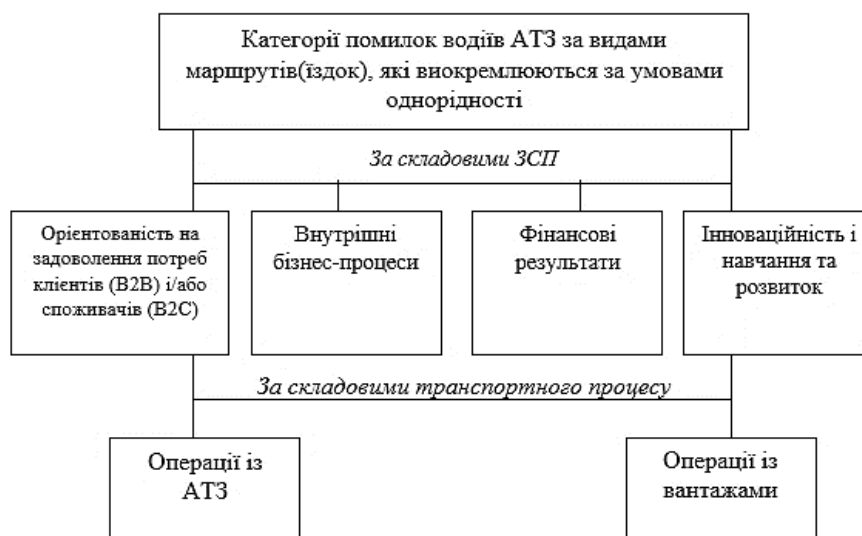 Категорії помилок водіїв АТЗ за видами
маршрутів(їздок), які виокремлюються за умовами
однорідності
За складовими ЗСП
Орієнтованість на
задоволення потреб
клієнтів (B2B) і/або
споживачів (B2C)
Внутрішні
бізнес-процеси
Фінансові
результати
Інноваційність і
навчання та
розвиток
За складовими транспортного процесу
Операції із
АТЗ
Операції із
вантажами